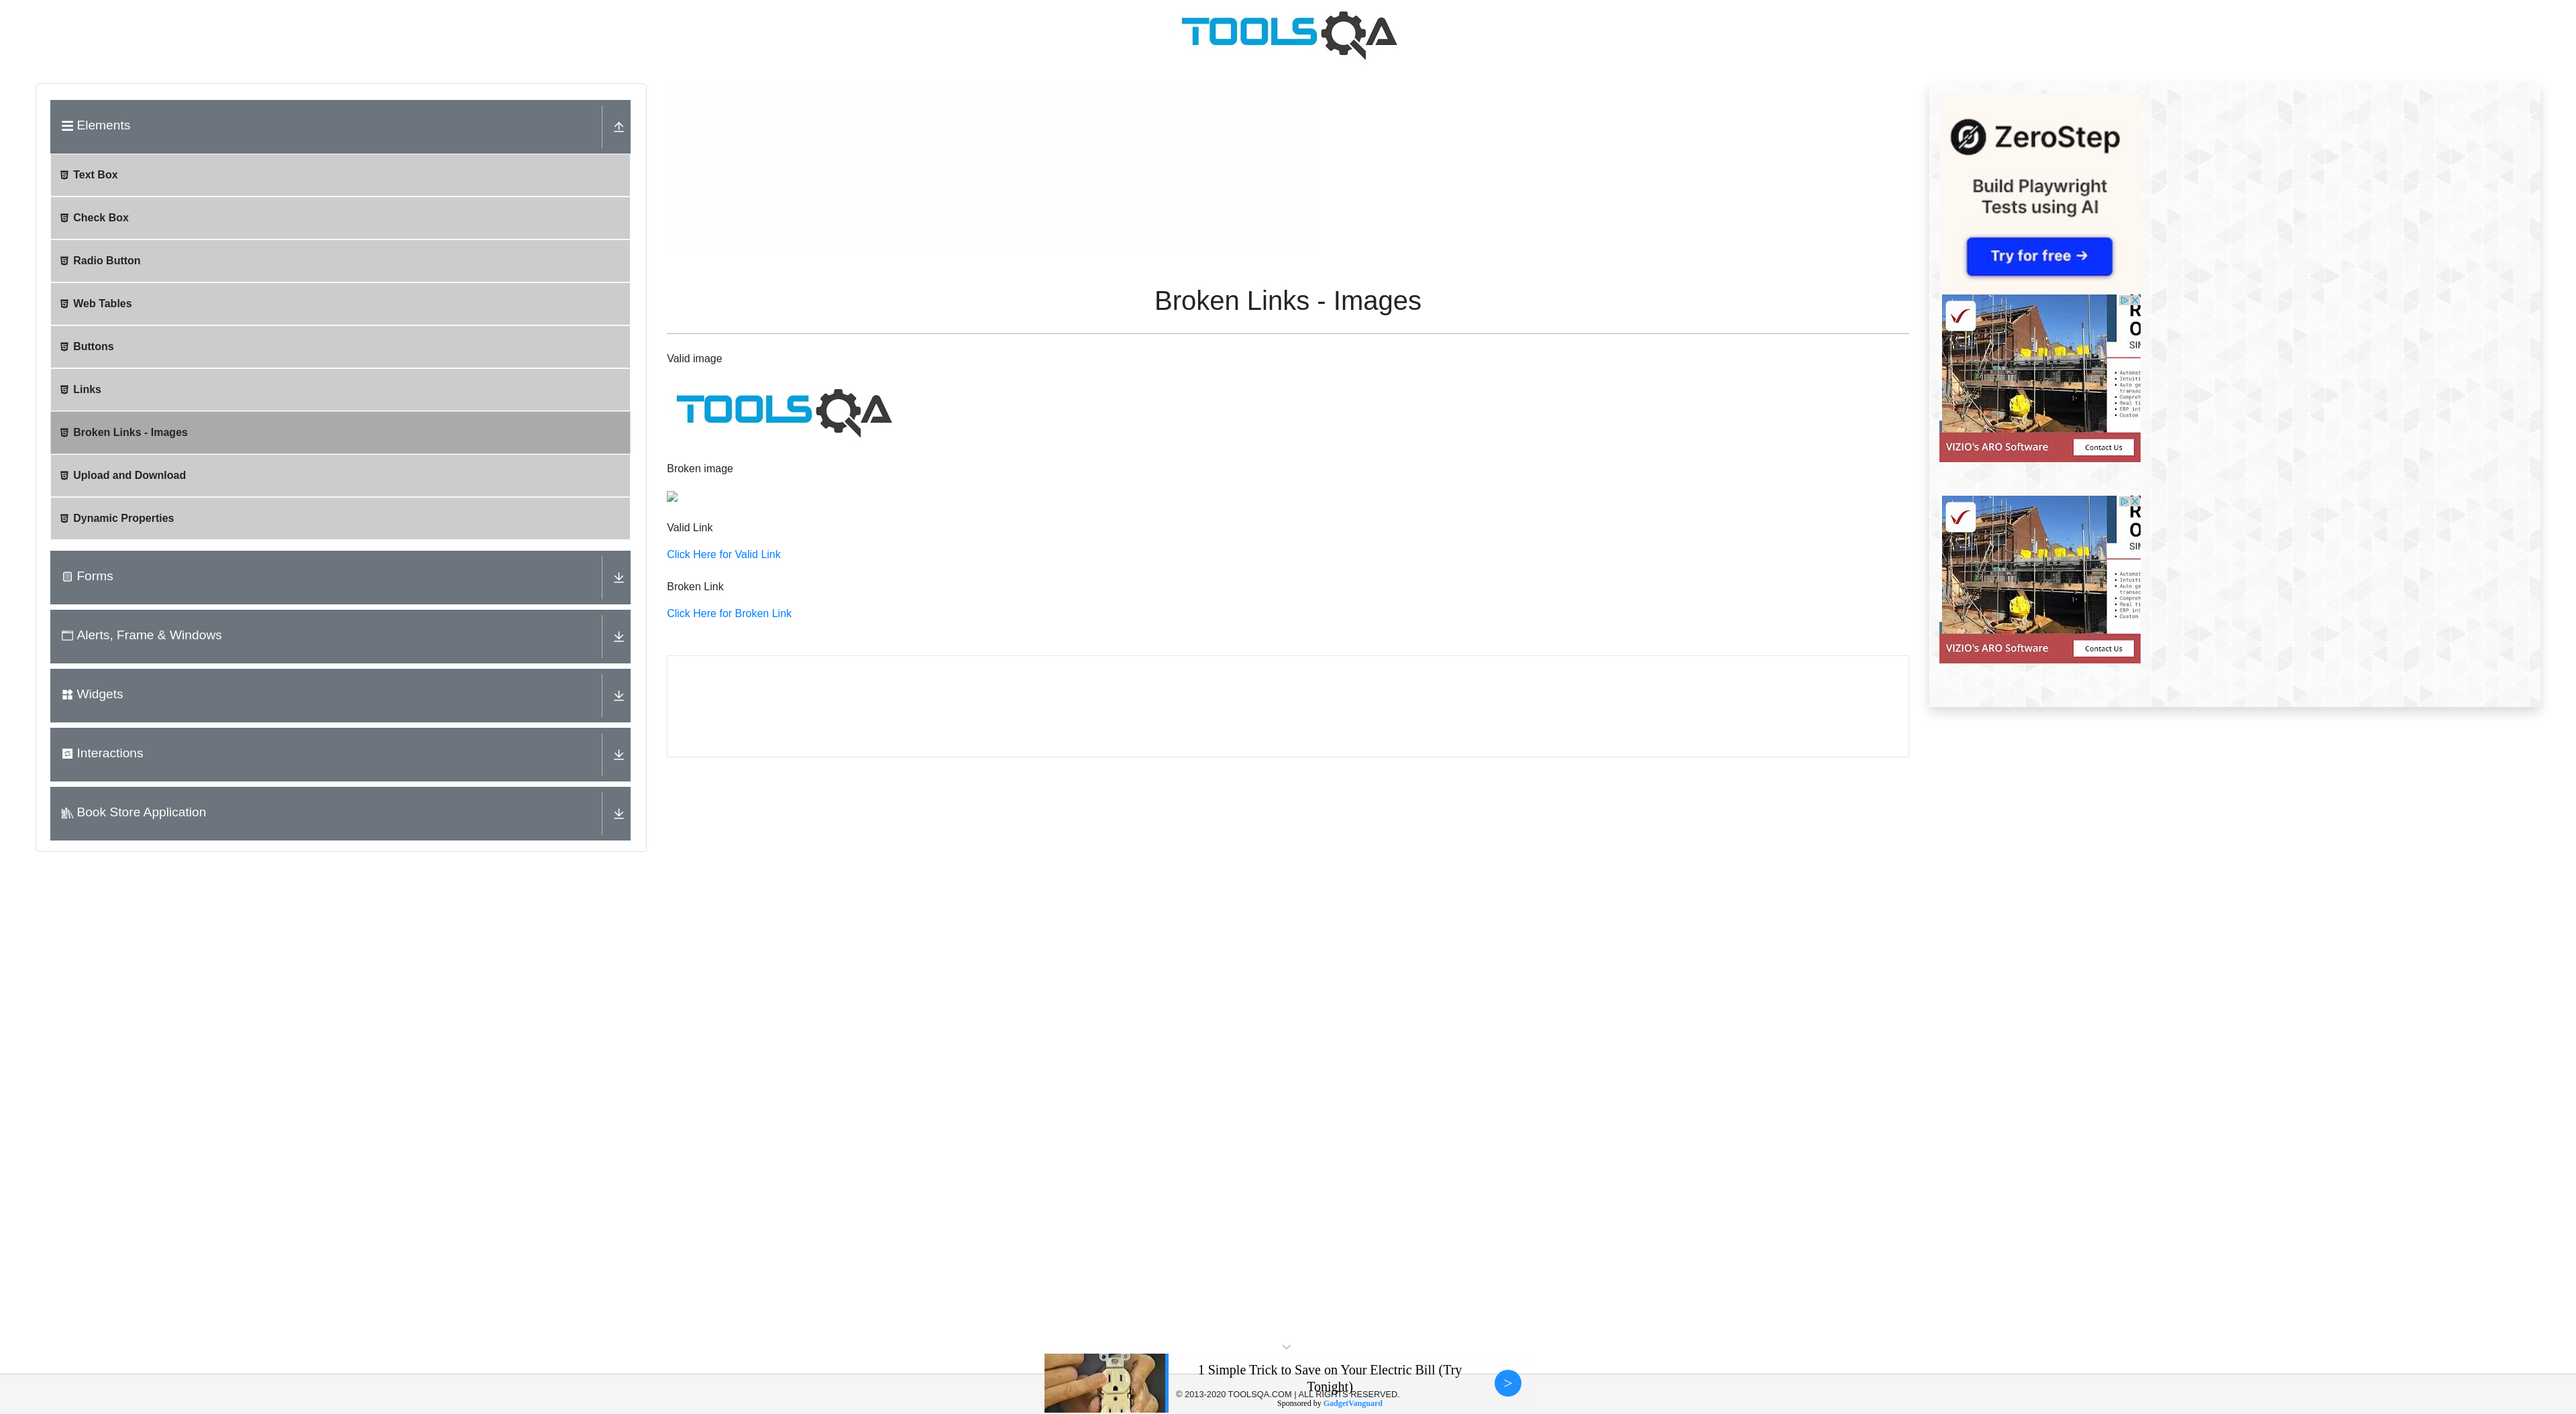 TOOLSQA
Elements
Text Box
Check Box
Radio Button
Web Tables
Buttons
Links
Broken Links - Images
Upload and Download
Dynamic Properties
Forms
Alerts, Frame & Windows
Widgets
Interactions
Book Store Application
Broken Links - Images
Valid image
TOOLSQA
Broken image
Valid Link
Click Here for Valid Link
Broken Link
Click Here for Broken Link
ZeroStep
Build Playwright
Tests using AI
Try for free →
VIZIO's ARO Software
Contact Us
VIZIO's ARO Software
Contact Us
1 Simple Trick to Save on Your Electric Bill (Try
Tonight)
>
© 2013-2020 TOOLSQA.COM | ALL RIGHTS RESERVED.
Sponsored by GadgetVanguard